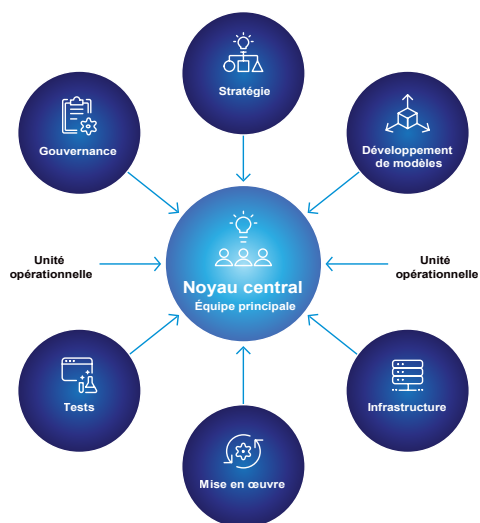 Stratégie
Gouvernance
Développement
de modèles
Unité
opérationnelle
Noyau central
Équipe principale
Unité
opérationnelle
Tests
Infrastructure
Mise en œuvre